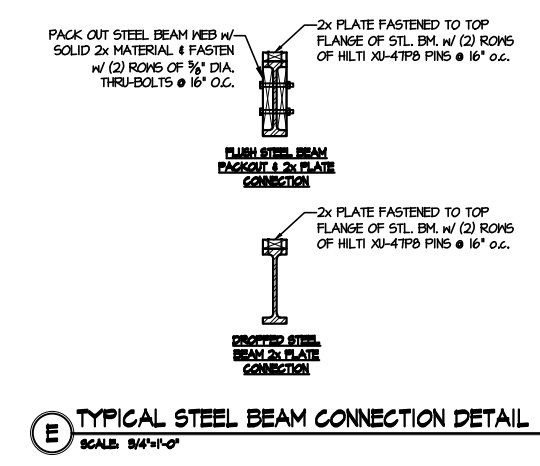 PACK OUT STEEL BEAM WEB W/
SOLID 2x MATERIAL & FASTEN
W/ (2) ROWS OF 5/8" DIA.
THRU-BOLTS @ 16" O.C.
2x PLATE FASTENED TO TOP
FLANGE OF STL. BM. W/ (2) ROWS
OF HILTI XU-47P8 PINS @ 16" o.c.
FLUSH STEEL BEAM
PACKOUT & 2x PLATE
CONNECTION
2x PLATE FASTENED TO TOP
FLANGE OF STL. BM. W/ (2) ROWS
OF HILTI XU-47P8 PINS @ 16" o.c.
DROPPED STEEL
BEAM 2x PLATE
CONNECTION
E
TYPICAL STEEL BEAM CONNECTION DETAIL
SCALE: 3/4"=1'-0"